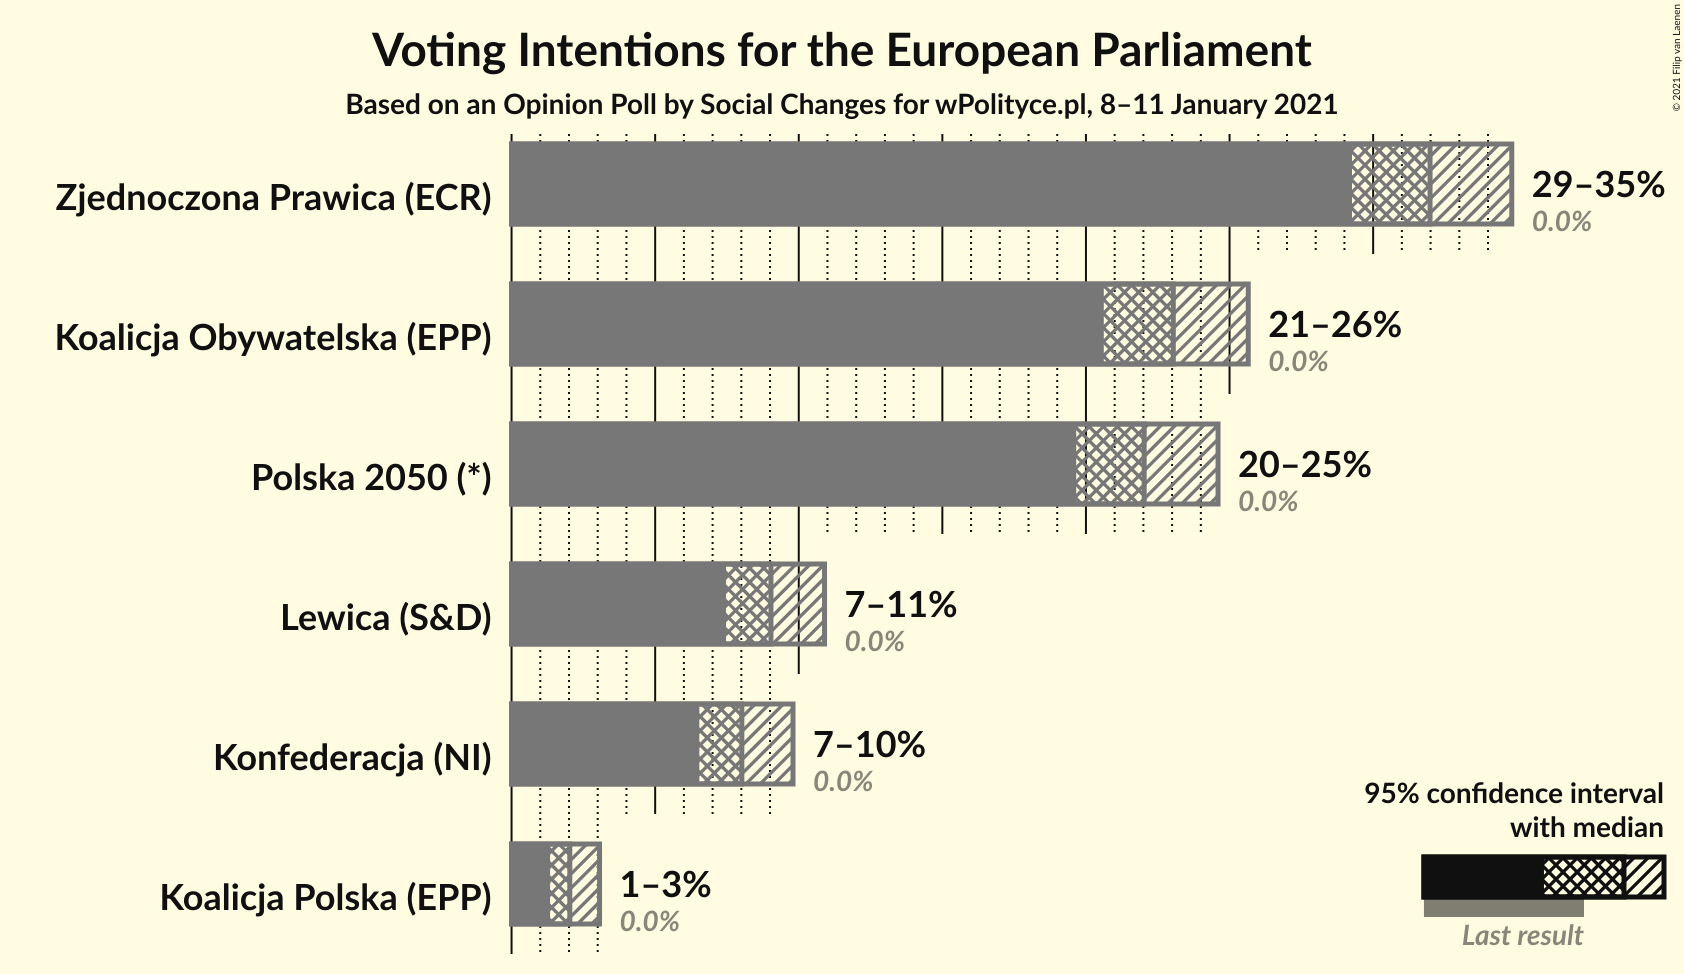 Voting Intentions for the European Parliament
Based on an Opinion Poll by Social Changes for wPolityce.pl, 8–11 January 2021
© 2021 Filip van Laenen
Zjednoczona Prawica (ECR)
29–35%
0.0%
Koalicja Obywatelska (EPP)
21–26%
0.0%
Polska 2050 (*)
20–25%
0.0%
Lewica (S&D)
7–11%
0.0%
Konfederacja (NI)
7–10%
0.0%
Koalicja Polska (EPP)
1–3%
0.0%
95% confidence interval
with median
Last result